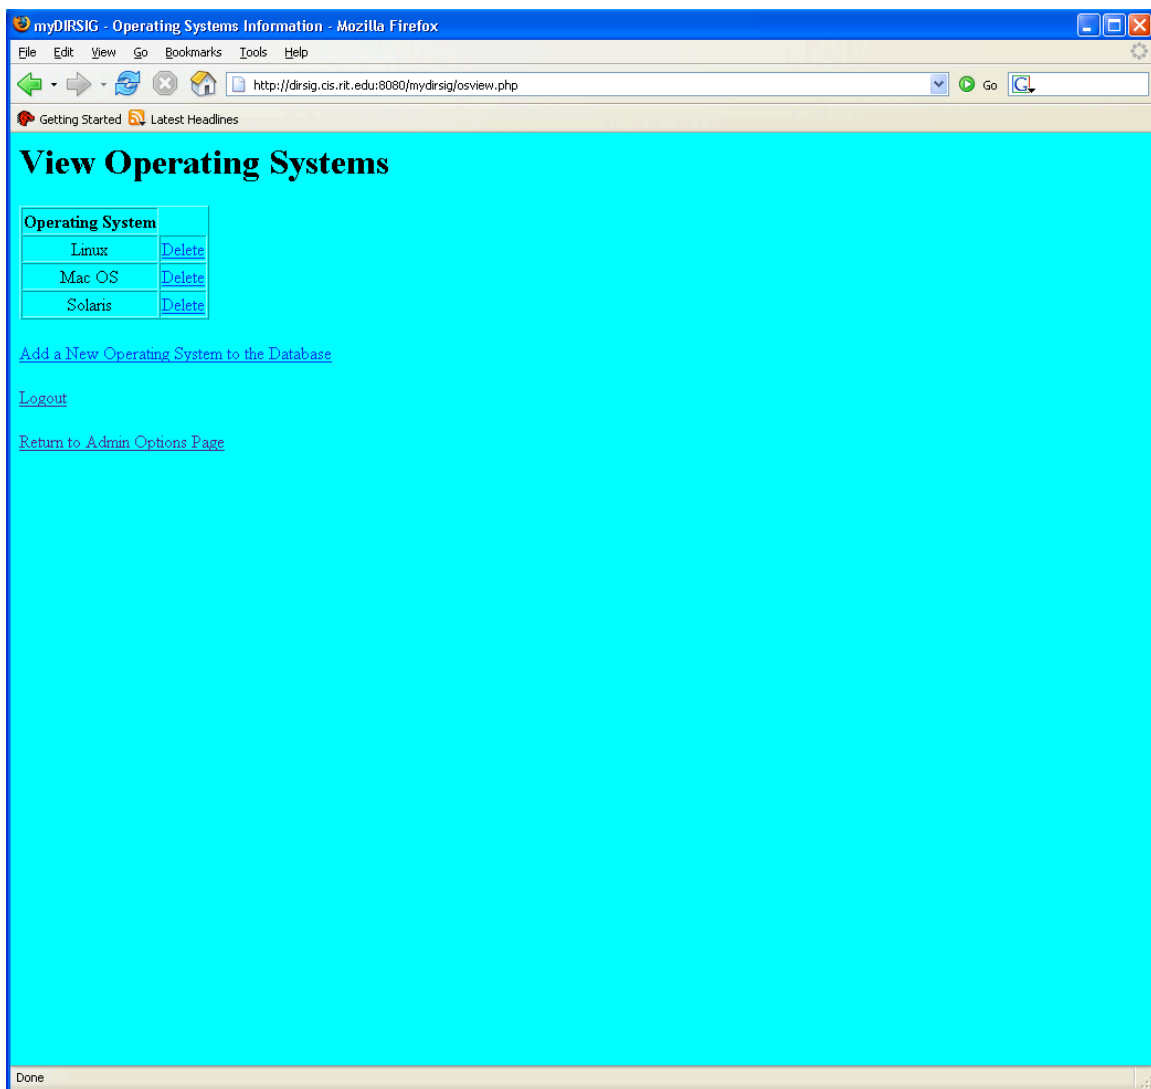 myDIRSIG - Operating Systems Information - Mozilla Firefox
File Edit View Go Bookmarks Tools Help
http://dirsig.cis.rit.edu:8080/mydirsig/osview.php Go G
Getting Started Latest Headlines
View Operating Systems
Operating System
Linux Delete
Mac OS Delete
Solaris Delete
Add a New Operating System to the Database
Logout
Return to Admin Options Page
Done